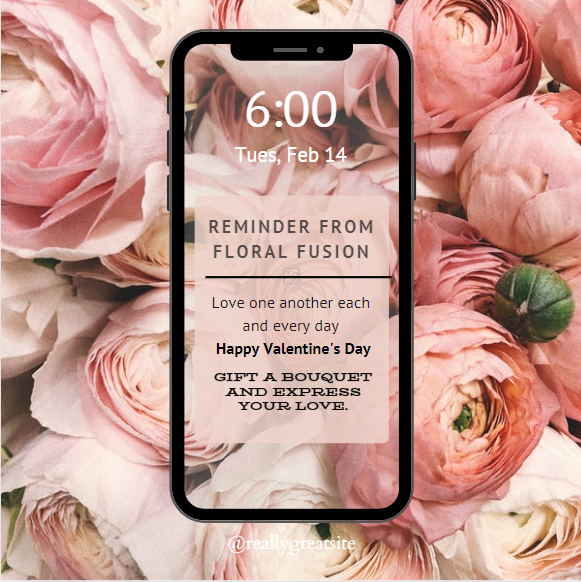 6:00
Tues, Feb 14
REMINDER FROM
FLORAL FUSION
Love one another each
and every day
Happy Valentine's Day
GIFT A BOUQUET
AND EXPRESS
YOUR LOVE.
@reallygreatsite